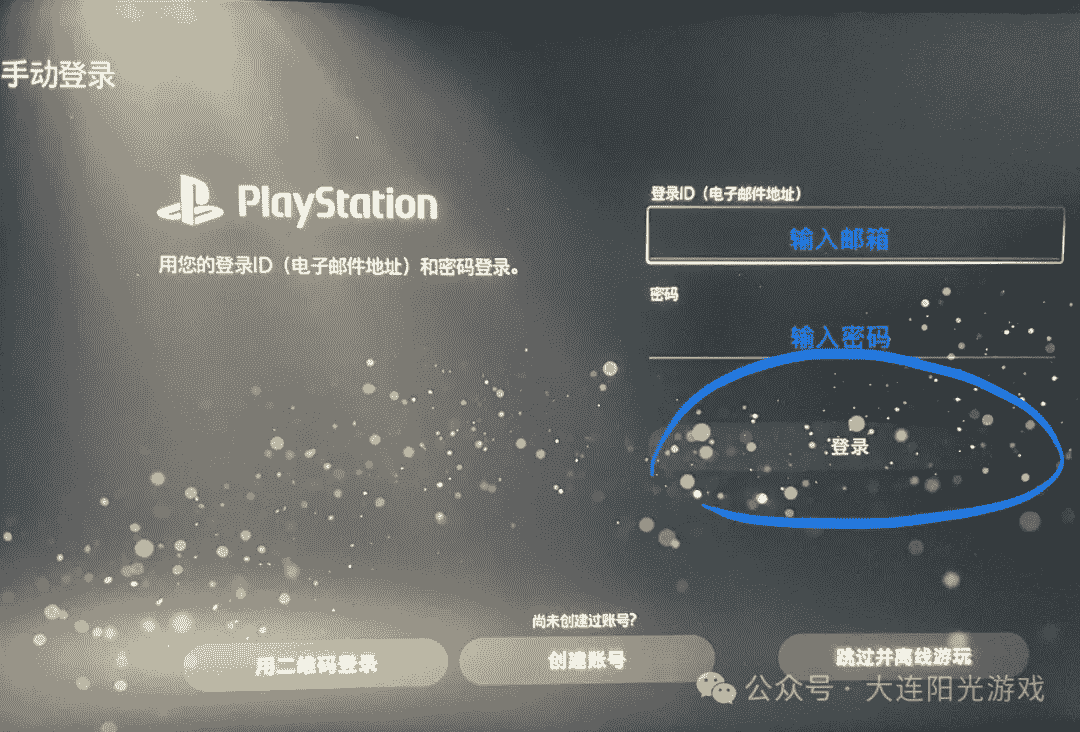 手动登录
PlayStation
用您的登录ID（电子邮件地址）和密码登录。
登录ID（电子邮件地址）
输入邮箱
密码
输入密码
登录
尚未创建过账号?
用二维码登录
创建账号
跳过并离线游玩
公众号 · 大连阳光游戏